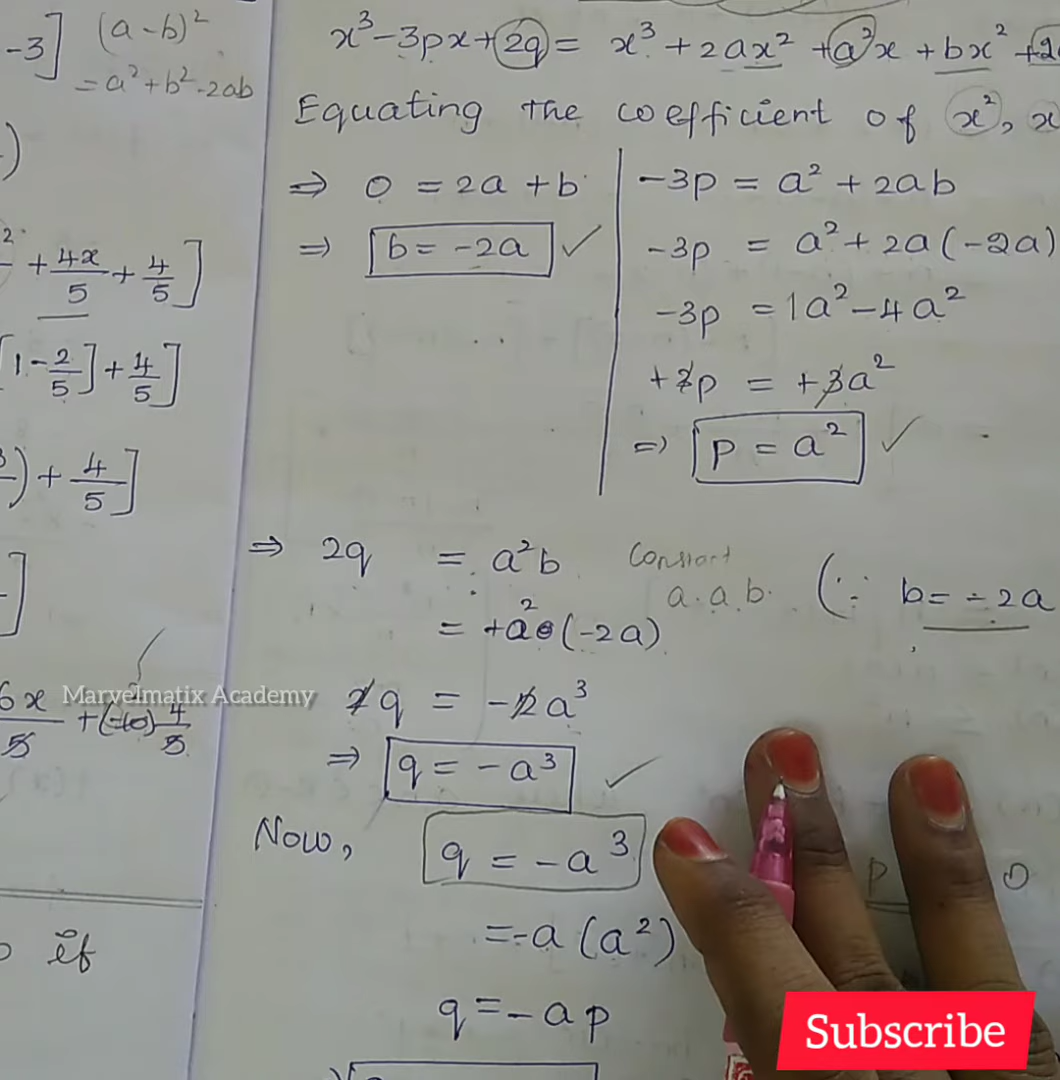 -3] (a-b)²
= a²+b²-2ab
)
+ 4x/5 + 4/5 ]
[1-2/5] + 4/5 ]
) + 4/5 ]
]
6x/5 + (-10) 4/5
if
x³-3px+2q = x³+2ax²+a²x+bx²+2a
Equating the coefficient of x², x
⇒ 0 = 2a+b
⇒ b = -2a ✓
-3p = a²+2ab
-3p = a²+2a(-2a)
-3p = 1a²-4a²
+3p = +3a²
⇒ p = a² ✓
⇒ 2q = a²b constant
a.a.b. (∵ b = -2a
= +a²(-2a)
2q = -2a³
⇒ q = -a³ ✓
Now, q = -a³
P O
= -a(a²)
q = -ap
Marvelmatix Academy
Subscribe